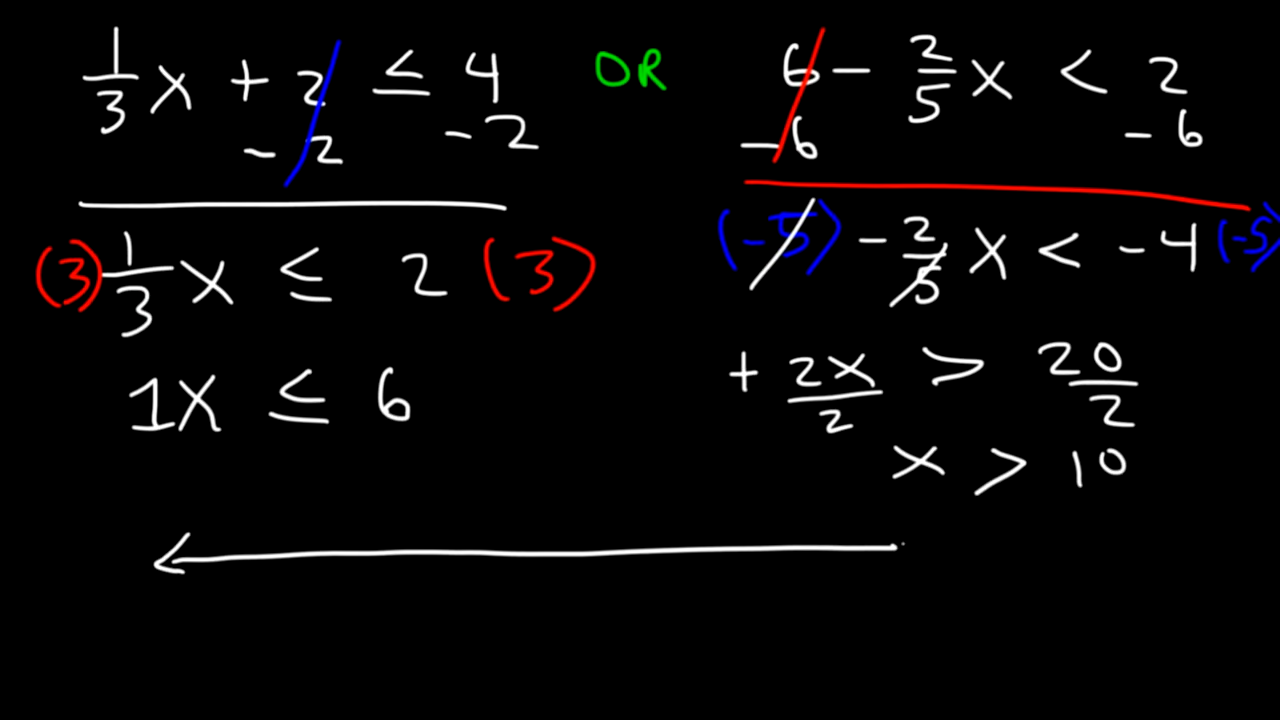 1/3 x + 2 ≤ 4 OR 6 - 2/5 x < 2
- 2 - 2 - 6 - 6
(3) 1/3 x ≤ 2 (3) (-5) - 2/5 x < -4 (-5)
1x ≤ 6 + 2x/2 > 20/2
x > 10